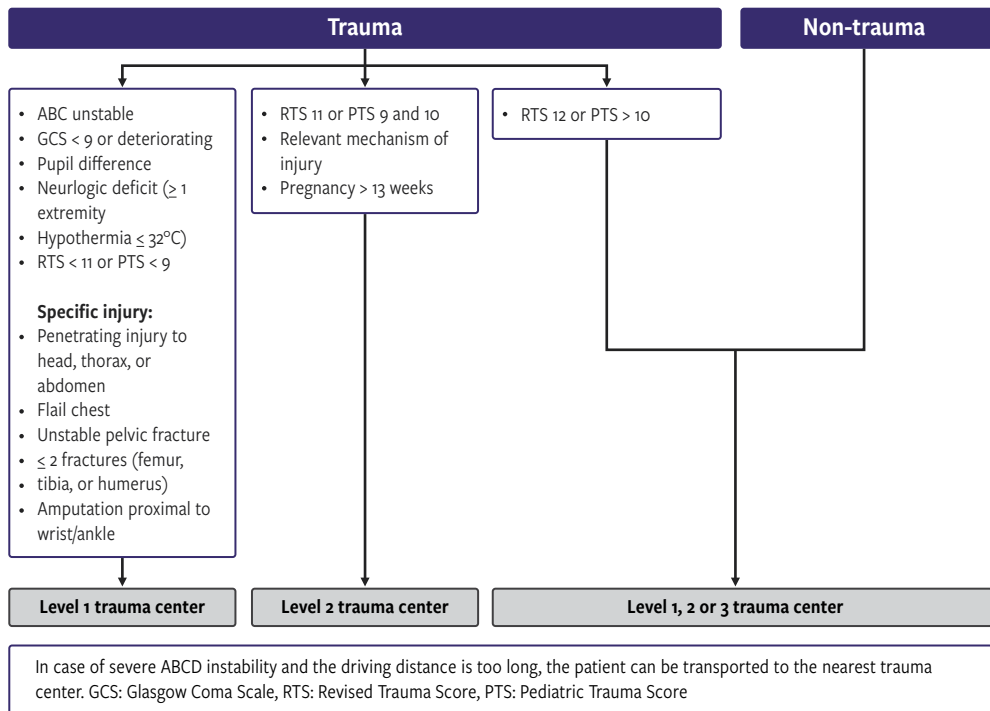 Trauma
Non-trauma
• ABC unstable
• GCS < 9 or deteriorating
• Pupil difference
• Neurlogic deficit (≥ 1
extremity
• Hypothermia ≤ 32°C)
• RTS < 11 or PTS < 9
Specific injury:
• Penetrating injury to
head, thorax, or
abdomen
• Flail chest
• Unstable pelvic fracture
• ≤ 2 fractures (femur,
• tibia, or humerus)
• Amputation proximal to
wrist/ankle
• RTS 11 or PTS 9 and 10
• Relevant mechanism of
injury
• Pregnancy > 13 weeks
• RTS 12 or PTS > 10
Level 1 trauma center
Level 2 trauma center
Level 1, 2 or 3 trauma center
In case of severe ABCD instability and the driving distance is too long, the patient can be transported to the nearest trauma
center. GCS: Glasgow Coma Scale, RTS: Revised Trauma Score, PTS: Pediatric Trauma Score